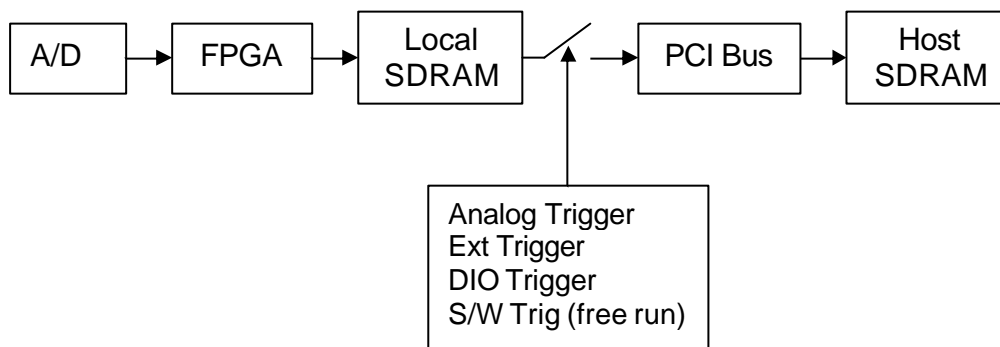 A/D
FPGA
Local
SDRAM
PCI Bus
Host
SDRAM
Analog Trigger
Ext Trigger
DIO Trigger
S/W Trig (free run)